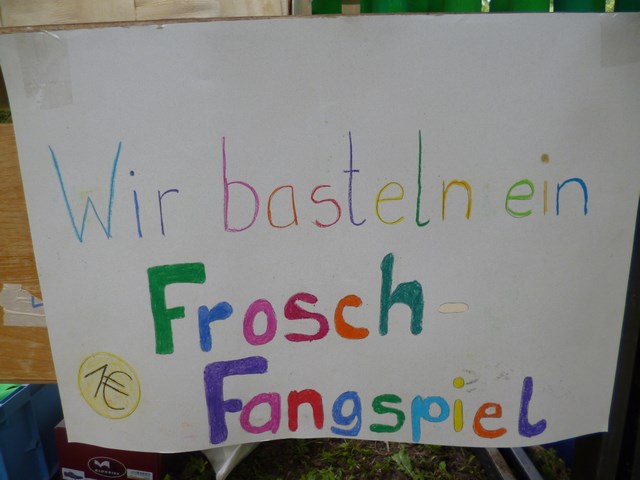 Wir basteln ein
Frosch-
Fangspiel
1€